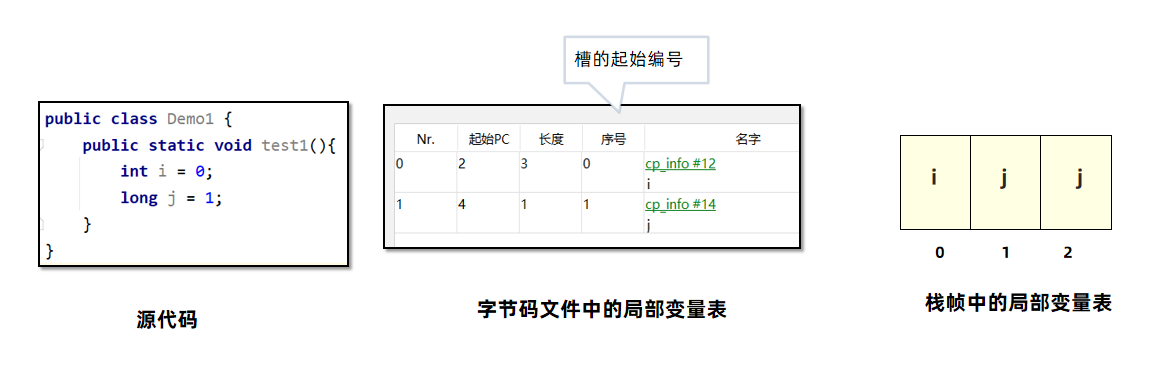 槽的起始编号
public class Demo1 {
public static void test1(){
int i = 0;
long j = 1;
}
}
源代码
Nr. 起始PC 长度 序号 名字
0 2 3 0 cp_info #12
i
1 4 1 1 cp_info #14
j
字节码文件中的局部变量表
i j j
0 1 2
栈帧中的局部变量表